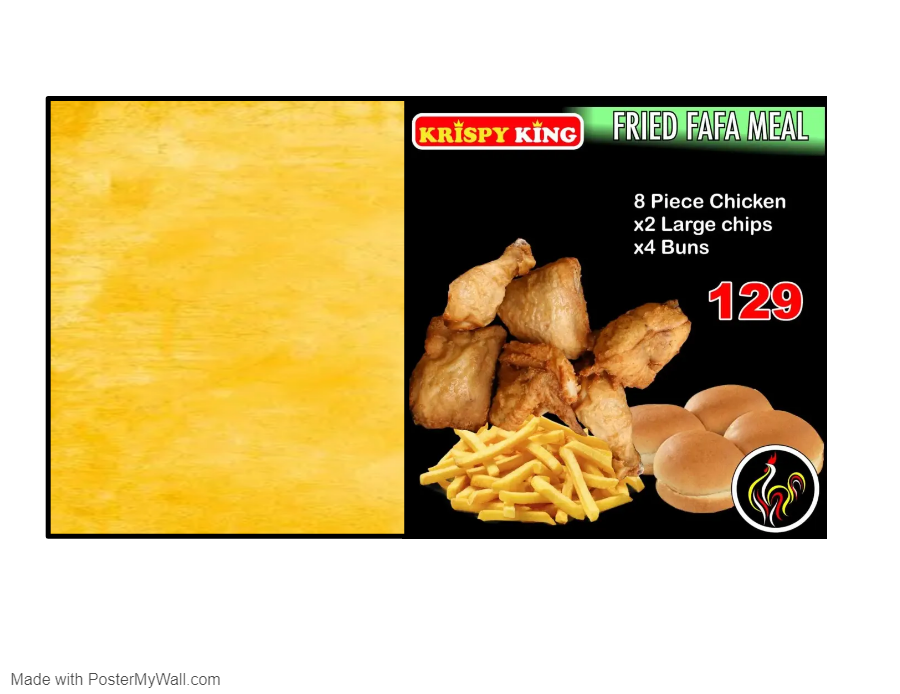 KRISPY KING
FRIED FAFA MEAL
8 Piece Chicken
x2 Large chips
x4 Buns
129
Made with PosterMyWall.com